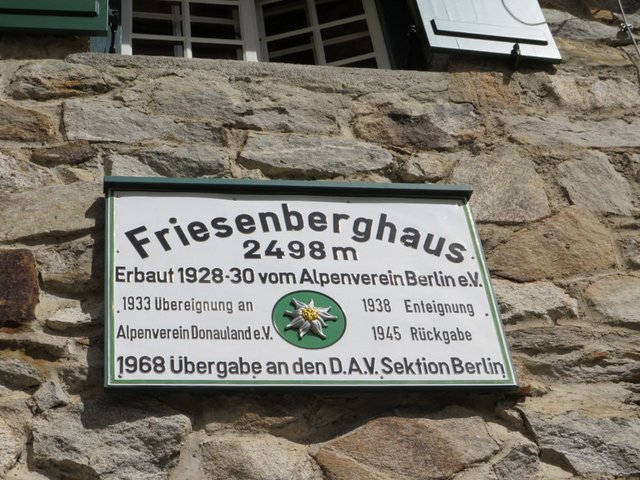 Friesenberghaus
2498 m
Erbaut 1928-30 vom Alpenverein Berlin e.V.
1933 Übereignung an
Alpenverein Donauland e.V.
1938 Enteignung
1945 Rückgabe
1968 Übergabe an den D.A.V. Sektion Berlin